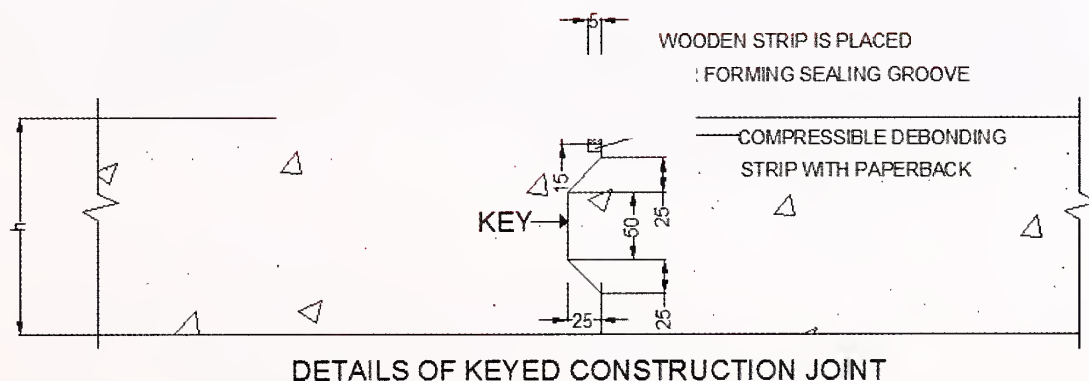 5
WOODEN STRIP IS PLACED
: FORMING SEALING GROOVE
COMPRESSIBLE DEBONDING
STRIP WITH PAPERBACK
15
KEY
50
25
25
25
h
DETAILS OF KEYED CONSTRUCTION JOINT